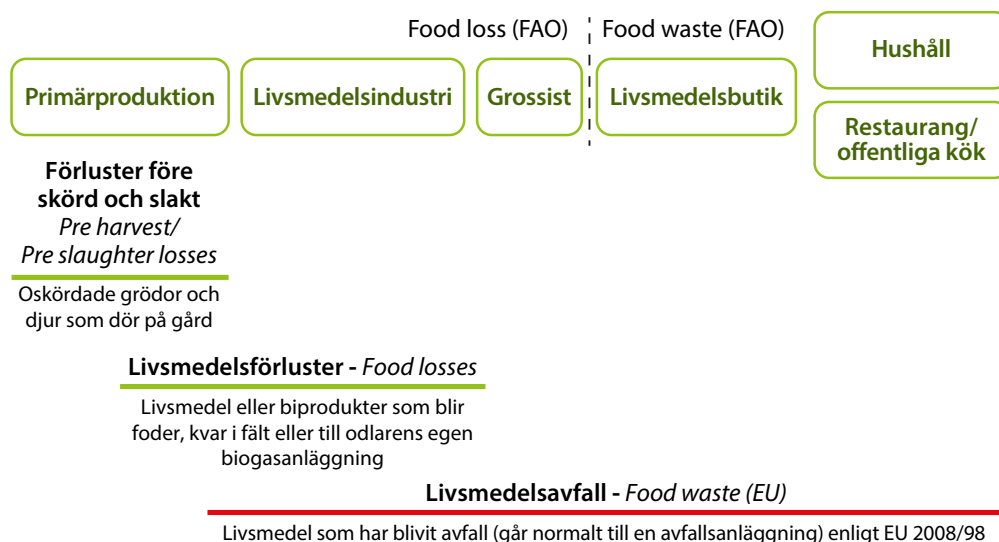 Food loss (FAO)
Food waste (FAO)
Primärproduktion
Livsmedelsindustri
Grossist
Livsmedelsbutik
Hushåll
Restaurang/
offentliga kök
Förluster före
skörd och slakt
Pre harvest/
Pre slaughter losses
Oskördade grödor och
djur som dör på gård
Livsmedelsförluster - Food losses
Livsmedel eller biprodukter som blir
foder, kvar i fält eller till odlarens egen
biogasanläggning
Livsmedelsavfall - Food waste (EU)
Livsmedel som har blivit avfall (går normalt till en avfallsanläggning) enligt EU 2008/98